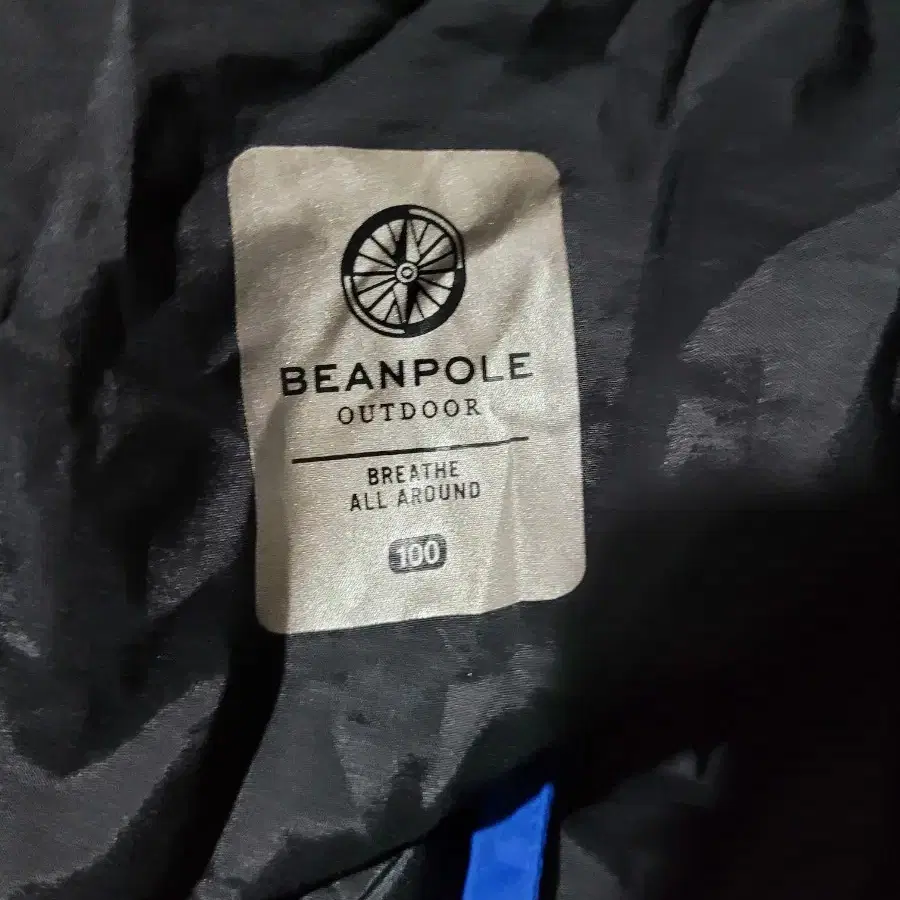 BEANPOLE
OUTDOOR
BREATHE
ALL AROUND
100